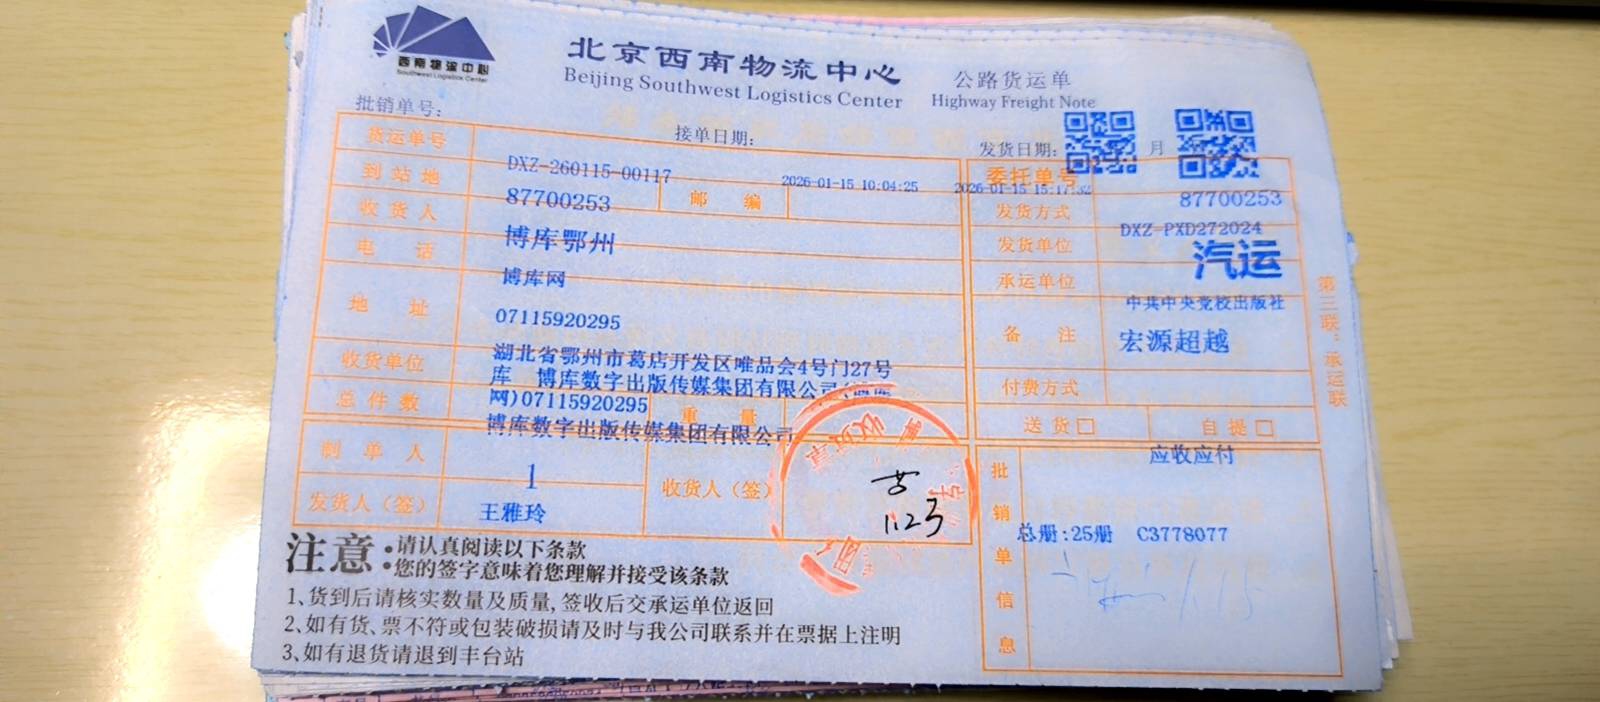 西南物流中心
Southwest Logistics Center
北京西南物流中心
Beijing Southwest Logistics Center
公路货运单
Highway Freight Note
批销单号：
接单日期：
发货日期：
月
货运单号
DXZ-260115-00117
2026-01-15 10:04:25
2026-01-15 15:17:32
委托单号
87700253
到站地
87700253
邮编
发货方式
DXZ-PXD272024
收货人
博库鄂州
发货单位
汽运
电话
博库网
承运单位
中共中央党校出版社
地址
07115920295
备注
宏源超越
湖北省鄂州市葛店开发区唯品会4号门27号
收货单位
库 博库数字出版传媒集团有限公司(博库
付费方式
总件数
网)07115920295
重量
博库数字出版传媒集团有限公司
送货□
自提□
应收应付
制单人
1
收货人（签）
发货人（签）
王雅玲
1.23
批销单信息
总册:25册 C3778077
1.15
第三联：承运联
注意：
请认真阅读以下条款
您的签字意味着您理解并接受该条款
1、货到后请核实数量及质量,签收后交承运单位返回
2、如有货、票不符或包装破损请及时与我公司联系并在票据上注明
3、如有退货请退到丰台站